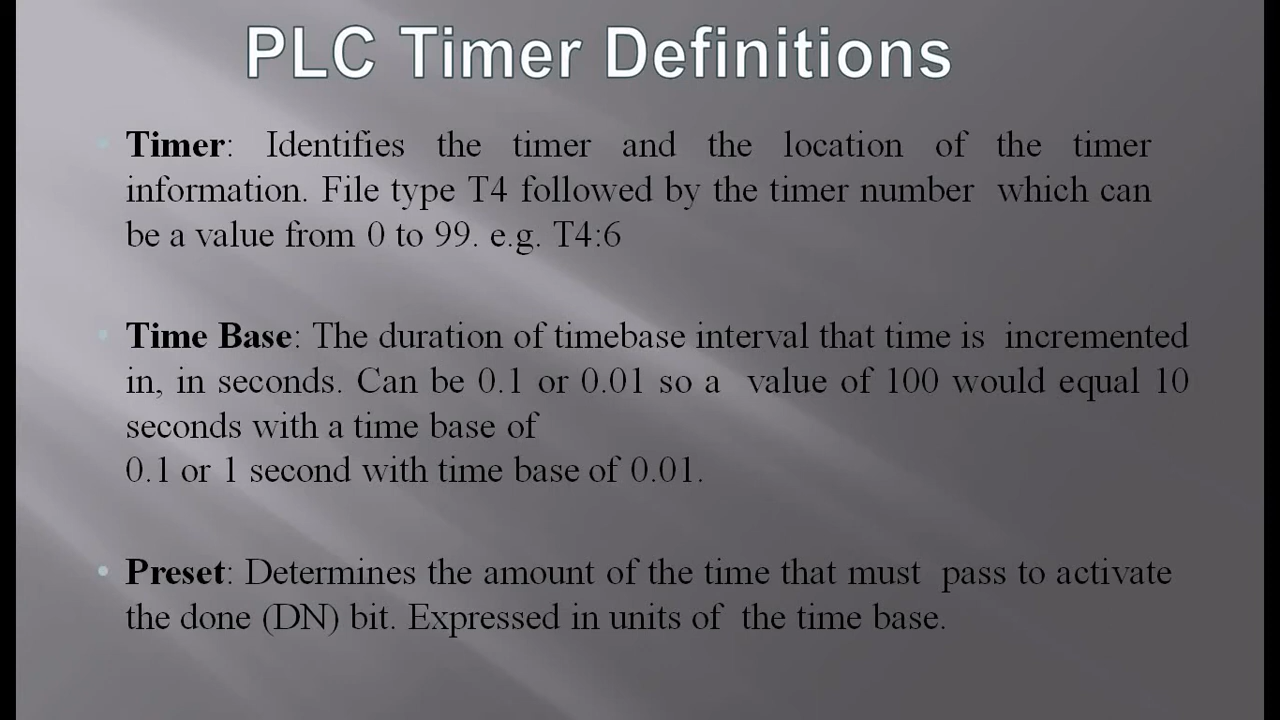 PLC Timer Definitions
• Timer: Identifies the timer and the location of the timer
information. File type T4 followed by the timer number which can
be a value from 0 to 99. e.g. T4:6
• Time Base: The duration of timebase interval that time is incremented
in, in seconds. Can be 0.1 or 0.01 so a value of 100 would equal 10
seconds with a time base of
0.1 or 1 second with time base of 0.01.
• Preset: Determines the amount of the time that must pass to activate
the done (DN) bit. Expressed in units of the time base.